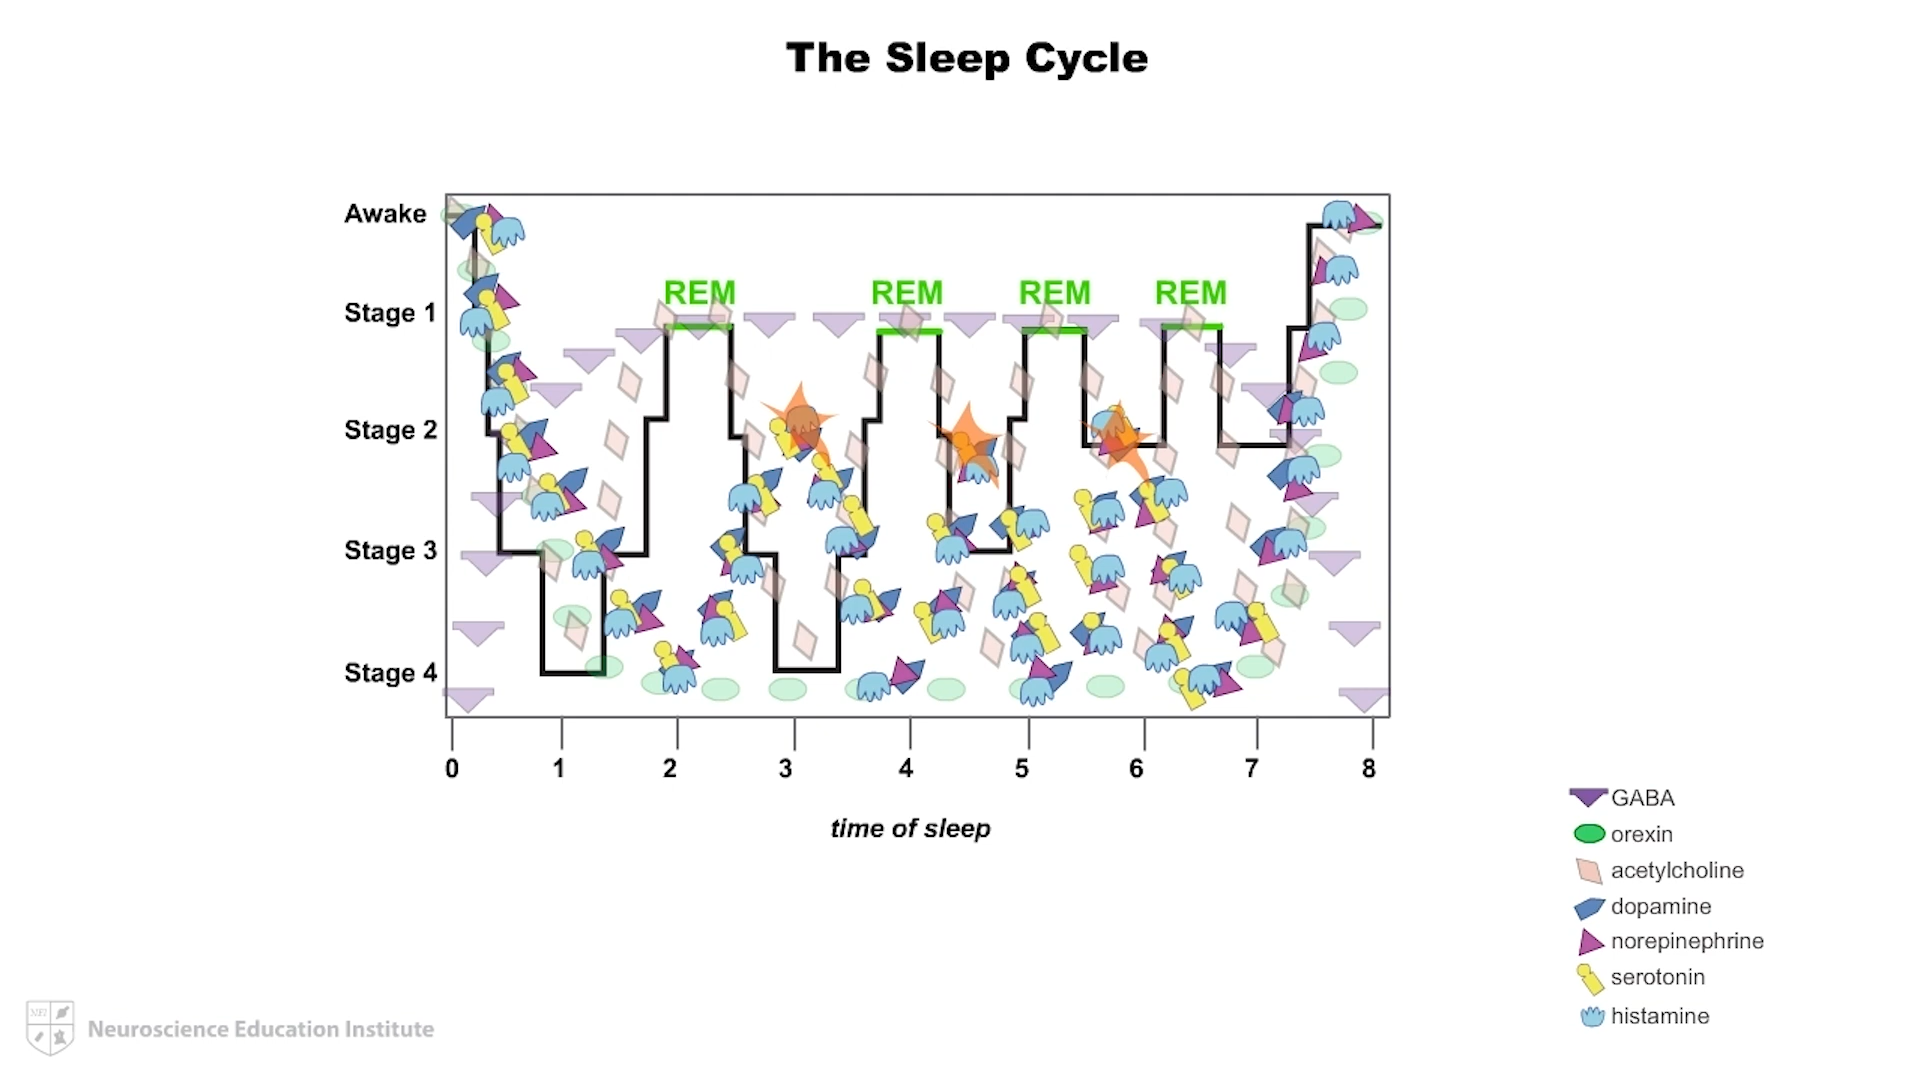 The Sleep Cycle
Awake
REM REM REM REM
Stage 1
Stage 2
Stage 3
Stage 4
0 1 2 3 4 5 6 7 8
time of sleep
GABA
orexin
acetylcholine
dopamine
norepinephrine
serotonin
histamine
NEI
Neuroscience Education Institute